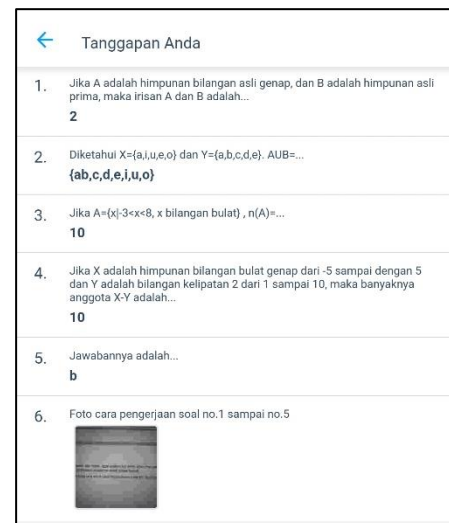 Tanggapan Anda
1. Jika A adalah himpunan bilangan asli genap, dan B adalah himpunan asli
prima, maka irisan A dan B adalah...
2
2. Diketahui X={a,i,u,e,o} dan Y={a,b,c,d,e}. AUB=...
{ab,c,d,e,i,u,o}
3. Jika A={x|-3<x<8, x bilangan bulat} , n(A)=...
10
4. Jika X adalah himpunan bilangan bulat genap dari -5 sampai dengan 5
dan Y adalah bilangan kelipatan 2 dari 1 sampai 10, maka banyaknya
anggota X-Y adalah...
10
5. Jawabannya adalah...
b
6. Foto cara pengerjaan soal no.1 sampai no.5